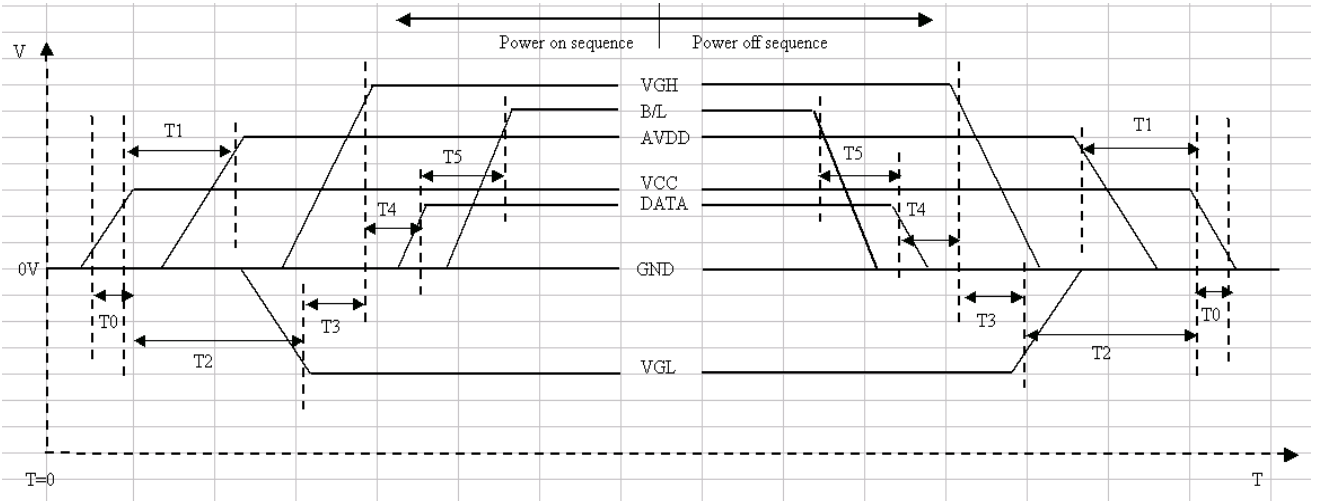 Power on sequence Power off sequence
V
VGH
B/L
T1 AVDD T1
T5 T5
VCC
DATA
T4 T4
0V GND
T0 T3 T3 T0
T2 T2
VGL
T=0 T